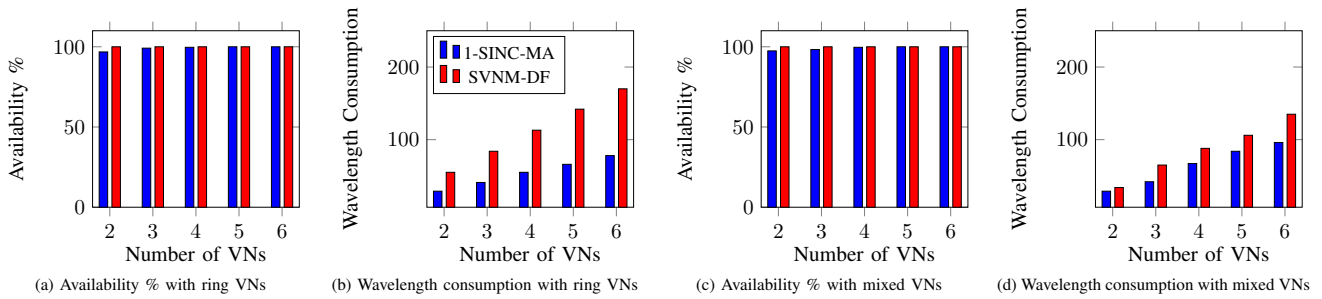 Availability %
100
50
0
2 3 4 5 6
Number of VNs
(a) Availability % with ring VNs
Wavelength Consumption
200
100
1-SINC-MA
SVNM-DF
2 3 4 5 6
Number of VNs
(b) Wavelength consumption with ring VNs
Availability %
100
50
0
2 3 4 5 6
Number of VNs
(c) Availability % with mixed VNs
Wavelength Consumption
200
100
2 3 4 5 6
Number of VNs
(d) Wavelength consumption with mixed VNs